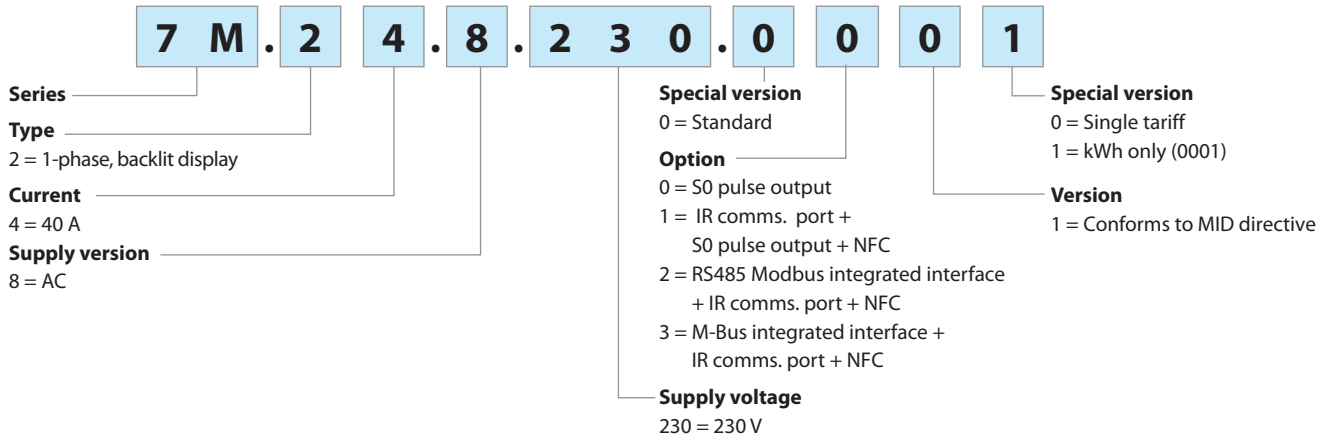 7 M . 2 4 . 8 . 2 3 0 . 0 0 0 1
Series
Type
2 = 1-phase, backlit display
Current
4 = 40 A
Supply version
8 = AC
Special version
0 = Standard
Option
0 = S0 pulse output
1 = IR comms. port +
S0 pulse output + NFC
2 = RS485 Modbus integrated interface
+ IR comms. port + NFC
3 = M-Bus integrated interface +
IR comms. port + NFC
Supply voltage
230 = 230 V
Special version
0 = Single tariff
1 = kWh only (0001)
Version
1 = Conforms to MID directive